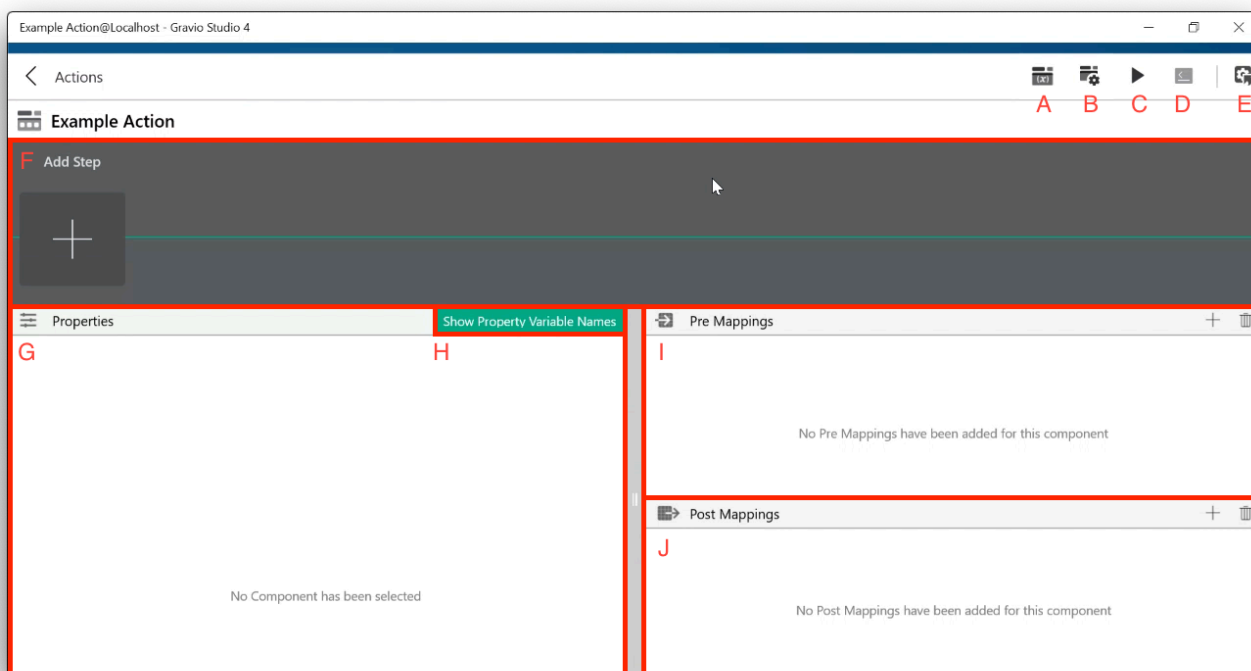 Example Action@Localhost - Gravio Studio 4
Actions
(x)
A B C D E
Example Action
F Add Step
Properties
Show Property Variable Names
Pre Mappings
G
H
I
No Pre Mappings have been added for this component
Post Mappings
J
No Component has been selected
No Post Mappings have been added for this component